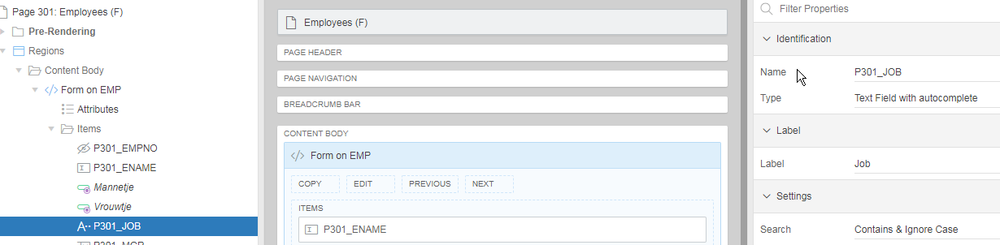 Page 301: Employees (F)
Pre-Rendering
Regions
Content Body
Form on EMP
Attributes
Items
P301_EMPNO
P301_ENAME
Mannetje
Vrouwtje
P301_JOB
P301_MGR
Employees (F)
PAGE HEADER
PAGE NAVIGATION
BREADCRUMB BAR
CONTENT BODY
Form on EMP
COPY EDIT PREVIOUS NEXT
ITEMS
P301_ENAME
Filter Properties
Identification
Name P301_JOB
Type Text Field with autocomplete
Label
Label Job
Settings
Search Contains & Ignore Case